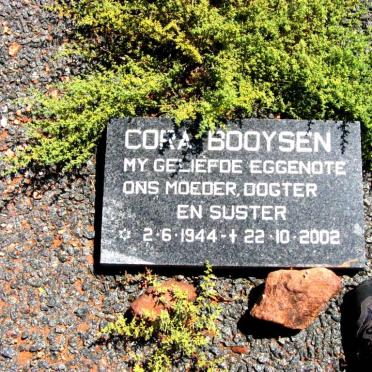 CORA BOOYSEN
MY GELIEFDE EGGENOTE
ONS MOEDER, DOGTER
EN SUSTER
✡ 2·6·1944 - ✝ 22·10·2002